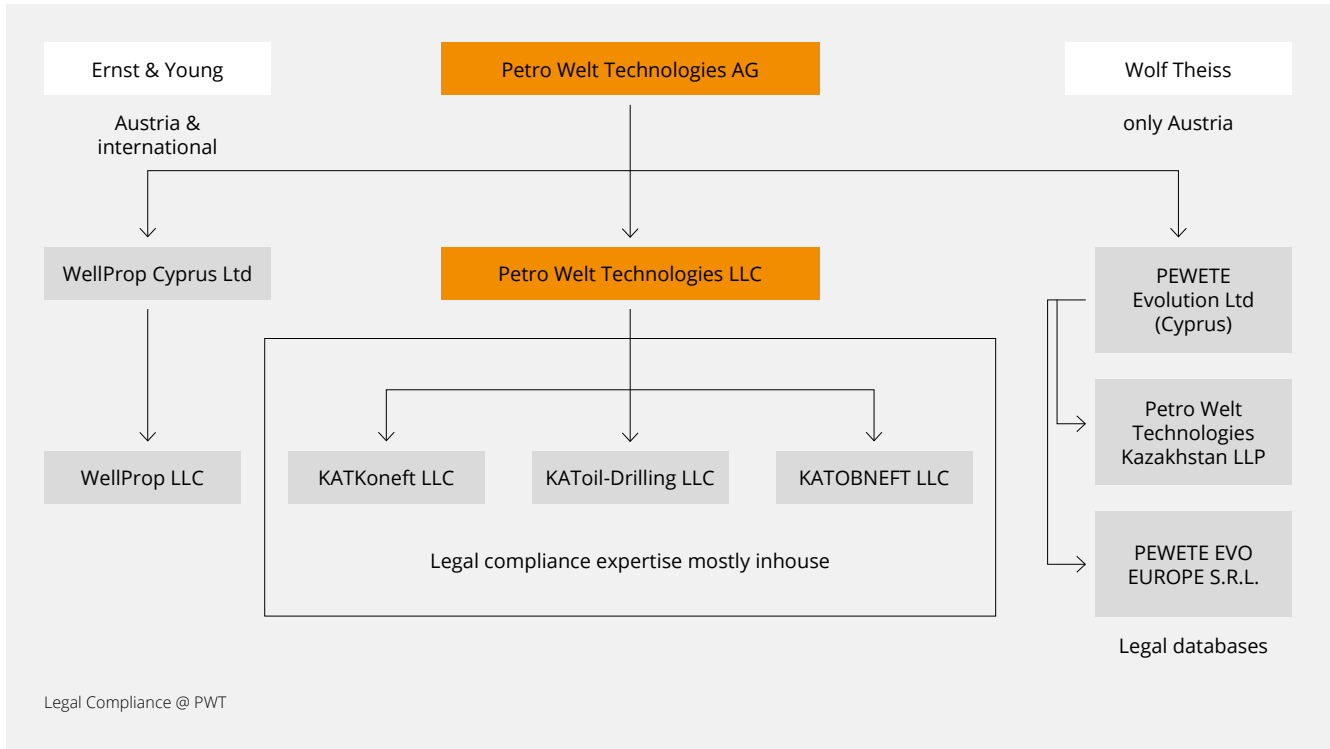 Ernst & Young
Petro Welt Technologies AG
Wolf Theiss
Austria &
international
only Austria
WellProp Cyprus Ltd
Petro Welt Technologies LLC
PEWETE
Evolution Ltd
(Cyprus)
Petro Welt
Technologies
Kazakhstan LLP
WellProp LLC
KATKoneft LLC
KAToil-Drilling LLC
KATOBNEFT LLC
Legal compliance expertise mostly inhouse
PEWETE EVO
EUROPE S.R.L.
Legal databases
Legal Compliance @ PWT